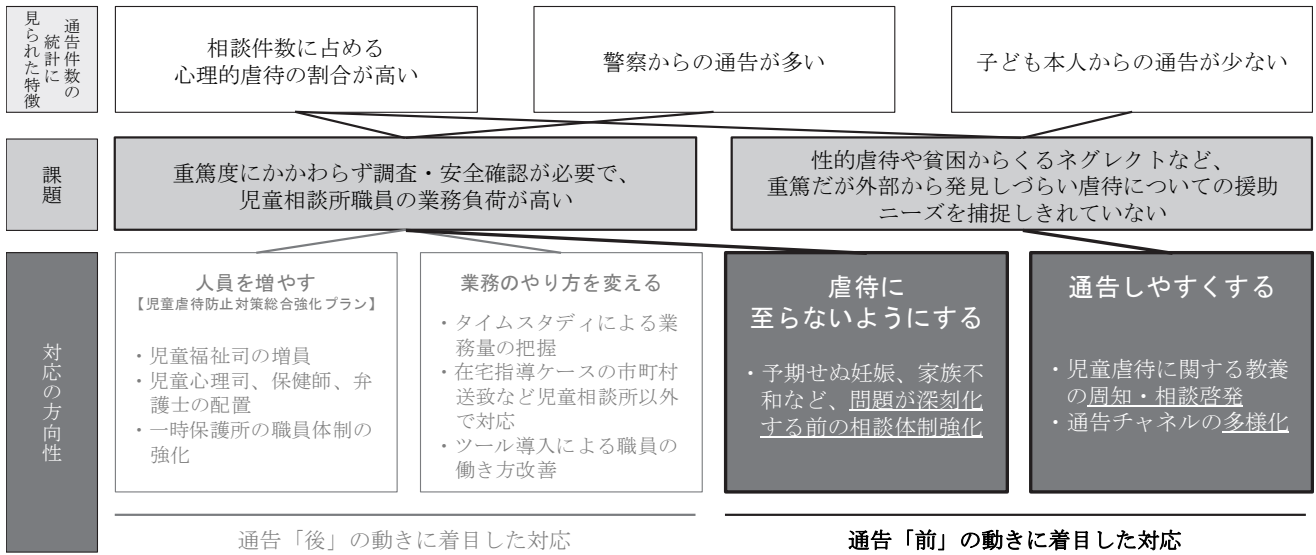 通告件数の
統計に
見られた特徴
相談件数に占める
心理的虐待の割合が高い
警察からの通告が多い
子ども本人からの通告が少ない
課題
重篤度にかかわらず調査・安全確認が必要で、
児童相談所職員の業務負荷が高い
性的虐待や貧困からくるネグレクトなど、
重篤だが外部から発見しづらい虐待についての援助
ニーズを捕捉しきれていない
対応の方向性
人員を増やす
【児童虐待防止対策総合強化プラン】
・児童福祉司の増員
・児童心理司、保健師、弁
護士の配置
・一時保護所の職員体制の
強化
業務のやり方を変える
・タイムスタディによる業
務量の把握
・在宅指導ケースの市町村
送致など児童相談所以外
で対応
・ツール導入による職員の
働き方改善
虐待に
至らないようにする
・予期せぬ妊娠、家族不
和など、問題が深刻化
する前の相談体制強化
通告しやすくする
・児童虐待に関する教養
の周知・相談啓発
・通告チャネルの多様化
通告「後」の動きに着目した対応
通告「前」の動きに着目した対応